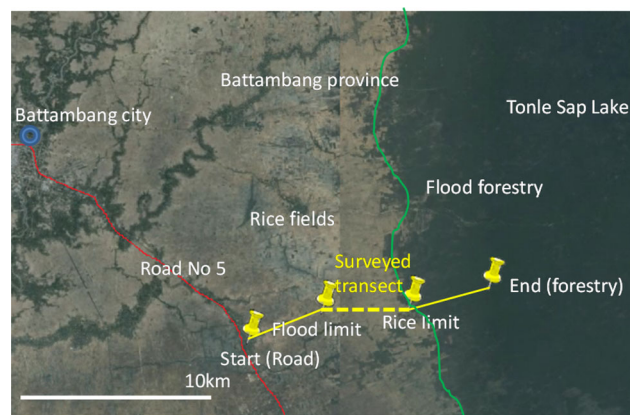 Battambang province
Battambang city
Tonle Sap Lake
Flood forestry
Rice fields
Surveyed
transect
Road No 5
End (forestry)
Flood limit
Rice limit
Start (Road)
10km